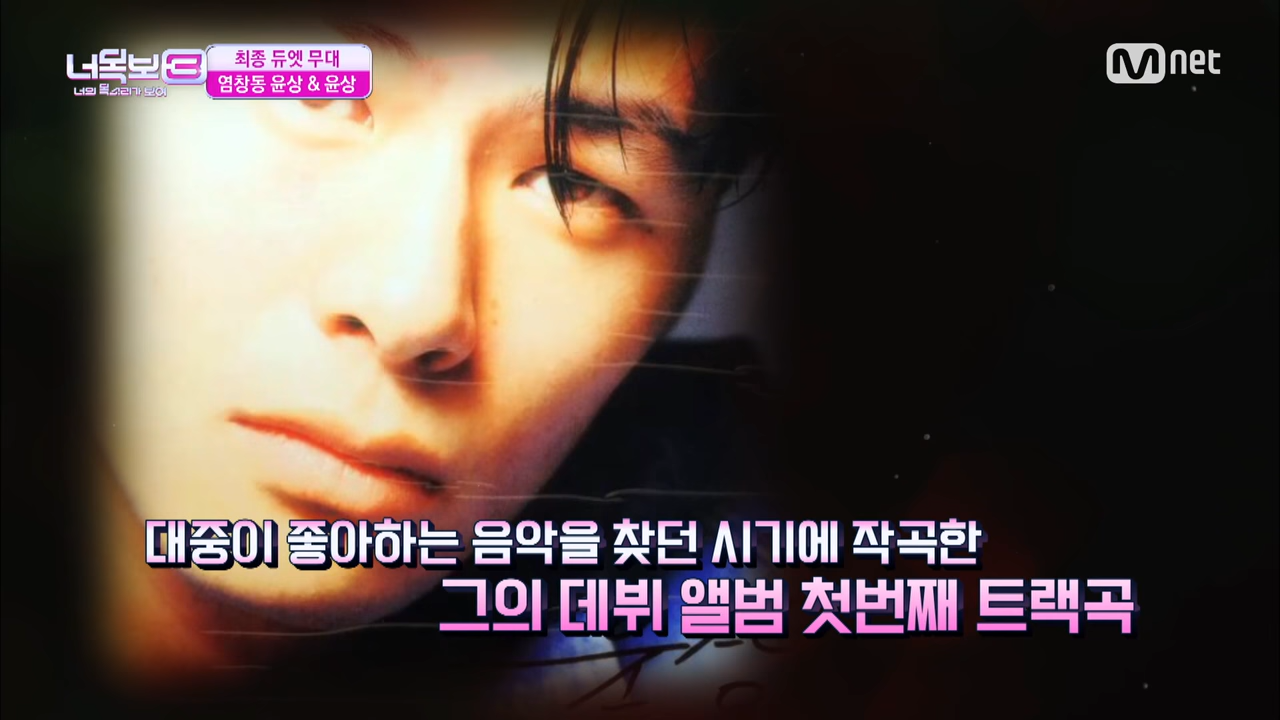 너목보3
너의 목소리가 보여
최종 듀엣 무대
염창동 윤상 & 윤상
Mnet
대중이 좋아하는 음악을 찾던 시기에 작곡한
그의 데뷔 앨범 첫번째 트랙곡